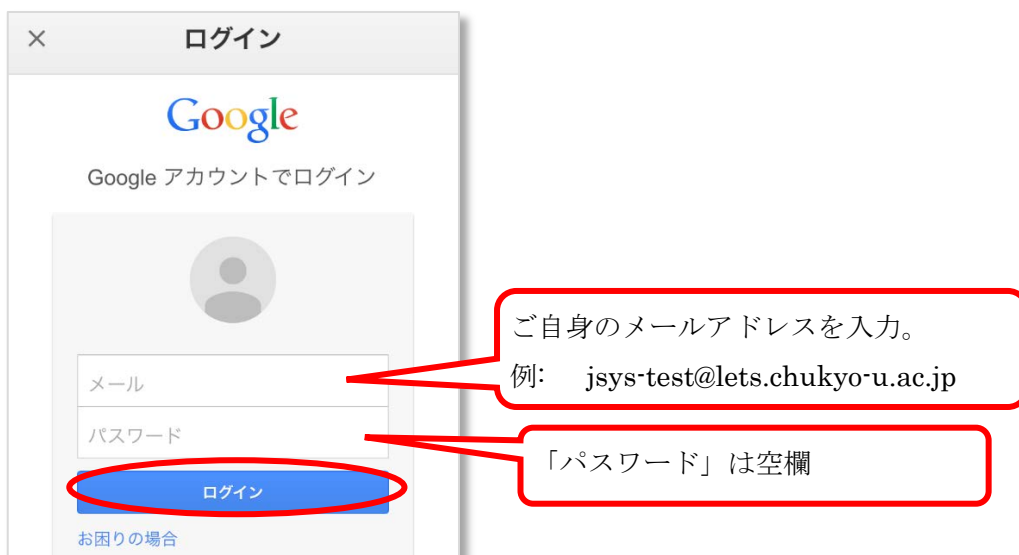 × ログイン
Google
Google アカウントでログイン
ご自身のメールアドレスを入力。
例: jsys-test@lets.chukyo-u.ac.jp
メール
パスワード
「パスワード」は空欄
ログイン
お困りの場合